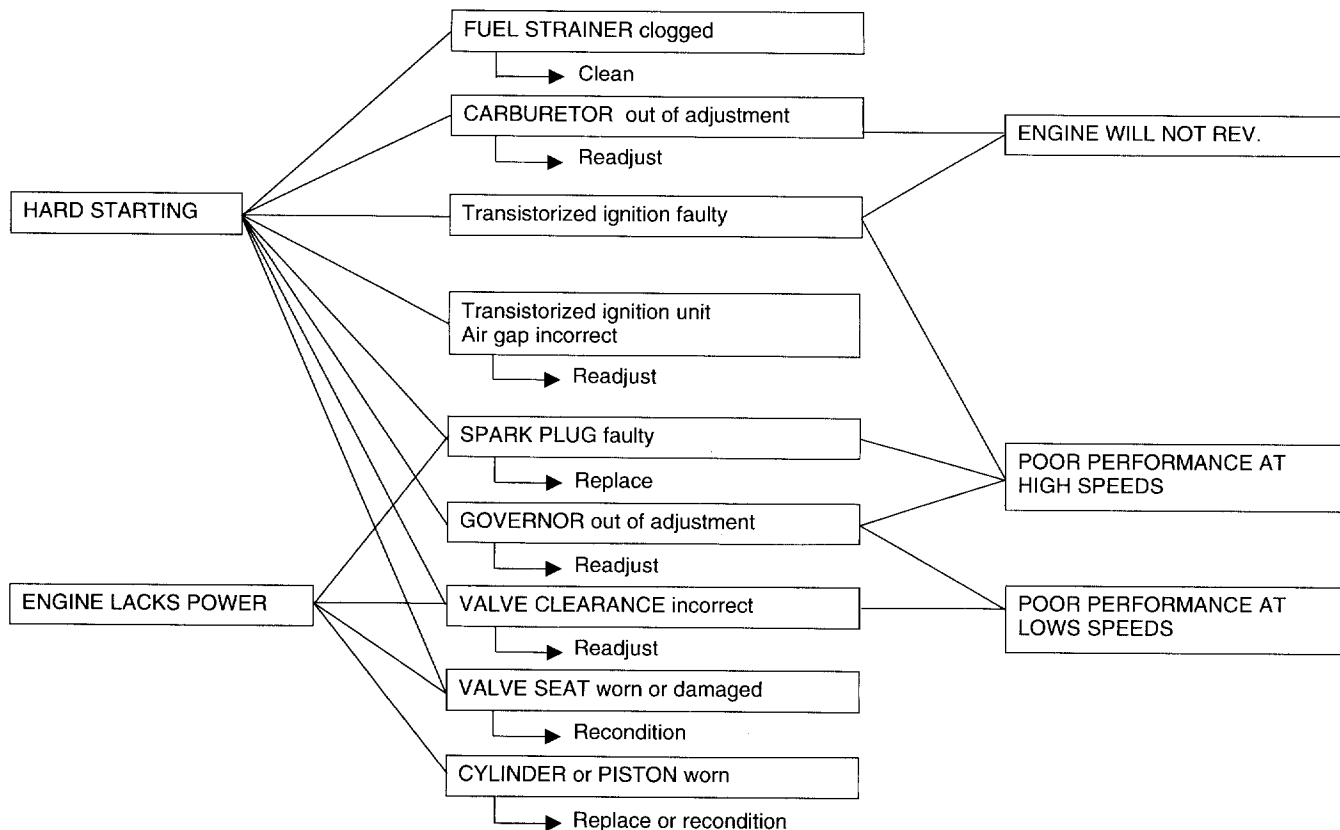 FUEL STRAINER clogged
Clean
CARBURETOR out of adjustment
Readjust
ENGINE WILL NOT REV.
HARD STARTING
Transistorized ignition faulty
Transistorized ignition unit
Air gap incorrect
Readjust
SPARK PLUG faulty
Replace
POOR PERFORMANCE AT
HIGH SPEEDS
GOVERNOR out of adjustment
Readjust
ENGINE LACKS POWER
VALVE CLEARANCE incorrect
Readjust
POOR PERFORMANCE AT
LOWS SPEEDS
VALVE SEAT worn or damaged
Recondition
CYLINDER or PISTON worn
Replace or recondition